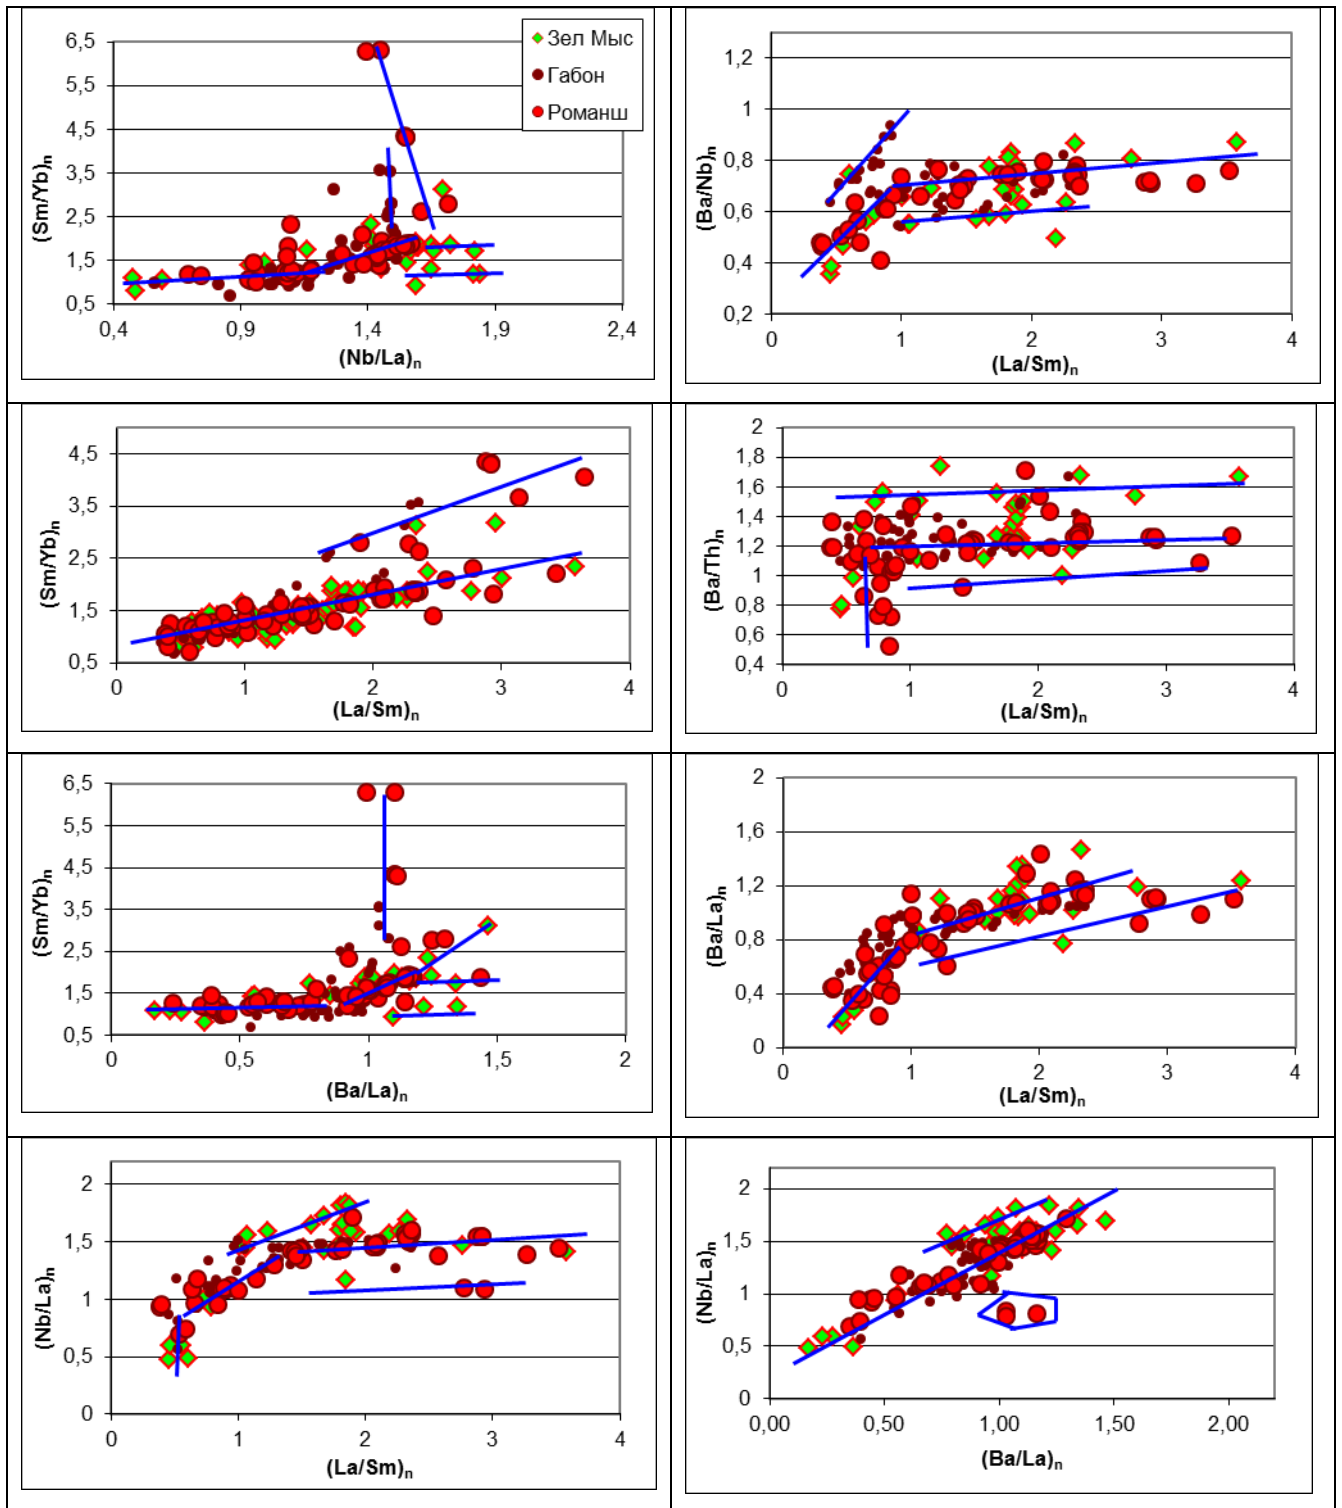 6,5
5,5
4,5
3,5
2,5
1,5
0,5
(Sm/Yb)n
0,4 0,9 1,4 1,9 2,4
(Nb/La)n
Зел Мыс
Габон
Романш
1,2
1
0,8
0,6
0,4
0,2
(Ba/Nb)n
0 1 2 3 4
(La/Sm)n
4,5
3,5
2,5
1,5
0,5
(Sm/Yb)n
0 1 2 3 4
(La/Sm)n
2
1,8
1,6
1,4
1,2
1
0,8
0,6
0,4
(Ba/Th)n
0 1 2 3 4
(La/Sm)n
6,5
5,5
4,5
3,5
2,5
1,5
0,5
(Sm/Yb)n
0 0,5 1 1,5 2
(Ba/La)n
2
1,6
1,2
0,8
0,4
0
(Ba/La)n
0 1 2 3 4
(La/Sm)n
2
1,5
1
0,5
0
(Nb/La)n
0 1 2 3 4
(La/Sm)n
2
1,5
1
0,5
0
(Nb/La)n
0,00 0,50 1,00 1,50 2,00
(Ba/La)n